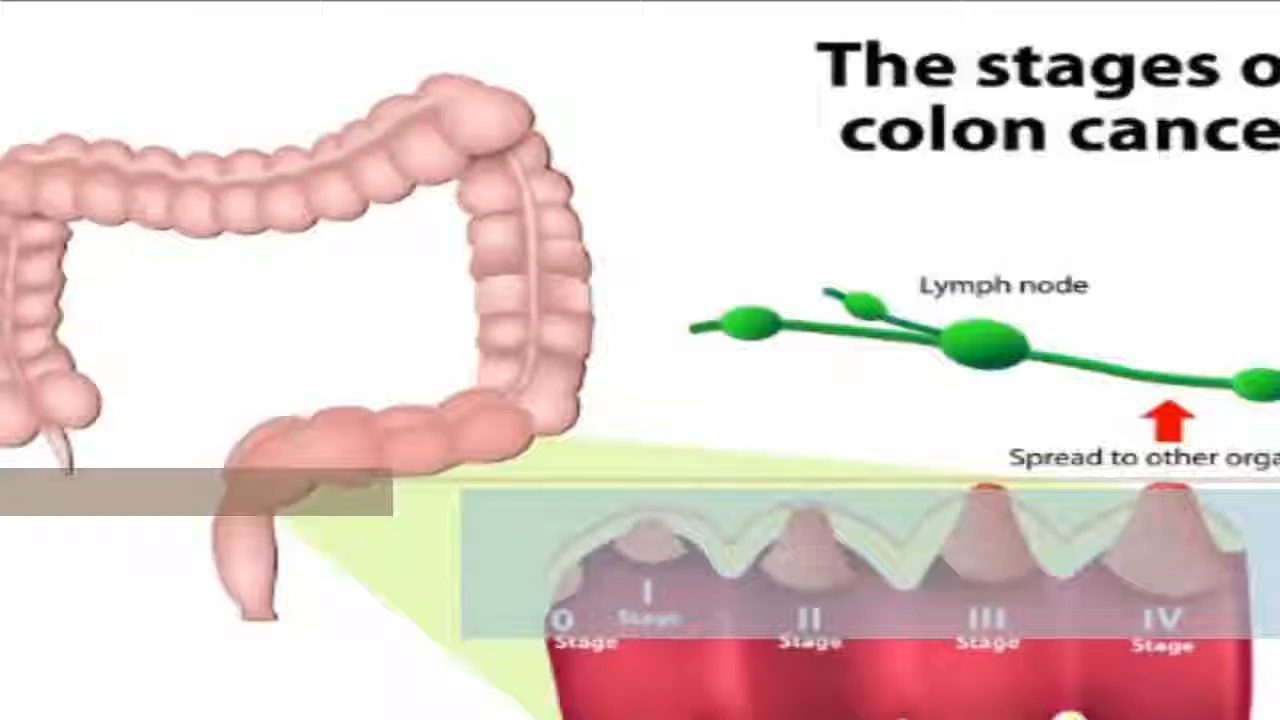 The stages o
colon cance
Lymph node
Spread to other orga
0
Stage
I
Stage
II
Stage
III
Stage
IV
Stage